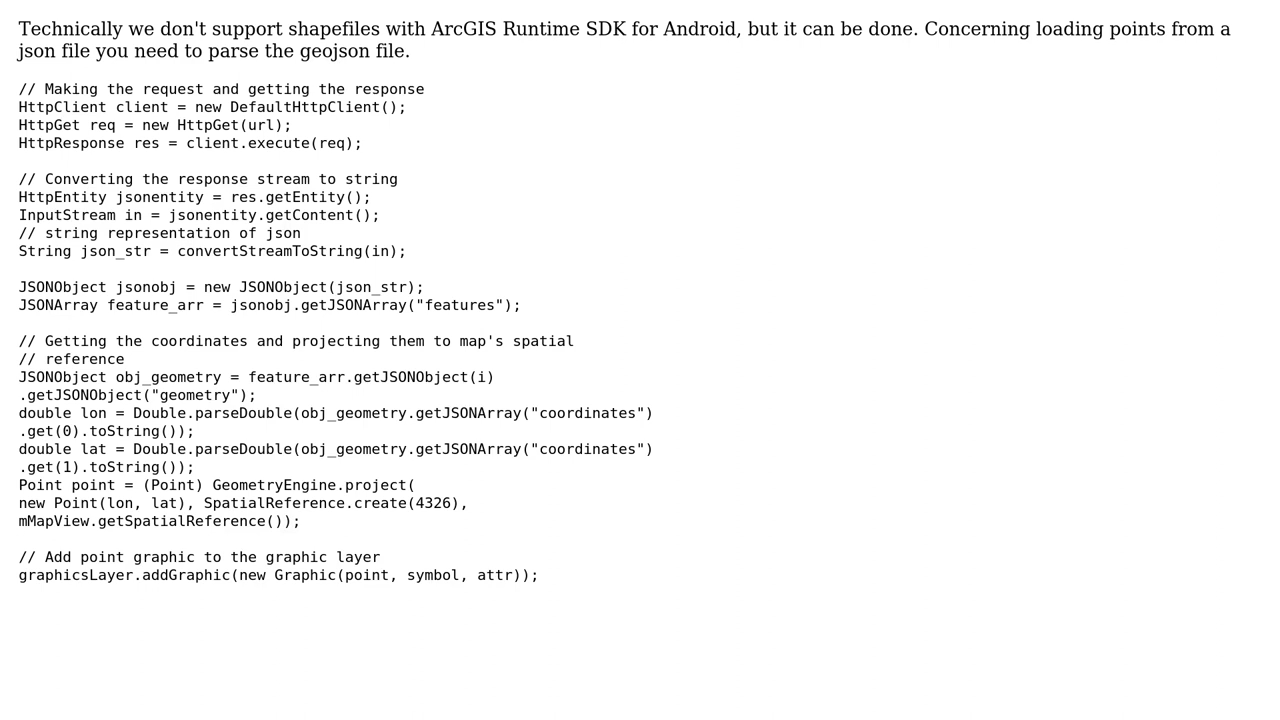 Technically we don't support shapefiles with ArcGIS Runtime SDK for Android, but it can be done. Concerning loading points from a
json file you need to parse the geojson file.

// Making the request and getting the response
HttpClient client = new DefaultHttpClient();
HttpGet req = new HttpGet(url);
HttpResponse res = client.execute(req);

// Converting the response stream to string
HttpEntity jsonentity = res.getEntity();
InputStream in = jsonentity.getContent();
// string representation of json
String json_str = convertStreamToString(in);

JSONObject jsonobj = new JSONObject(json_str);
JSONArray feature_arr = jsonobj.getJSONArray("features");

// Getting the coordinates and projecting them to map's spatial
// reference
JSONObject obj_geometry = feature_arr.getJSONObject(i)
.getJSONObject("geometry");
double lon = Double.parseDouble(obj_geometry.getJSONArray("coordinates")
.get(0).toString());
double lat = Double.parseDouble(obj_geometry.getJSONArray("coordinates")
.get(1).toString());
Point point = (Point) GeometryEngine.project(
new Point(lon, lat), SpatialReference.create(4326),
mMapView.getSpatialReference());

// Add point graphic to the graphic layer
graphicsLayer.addGraphic(new Graphic(point, symbol, attr));